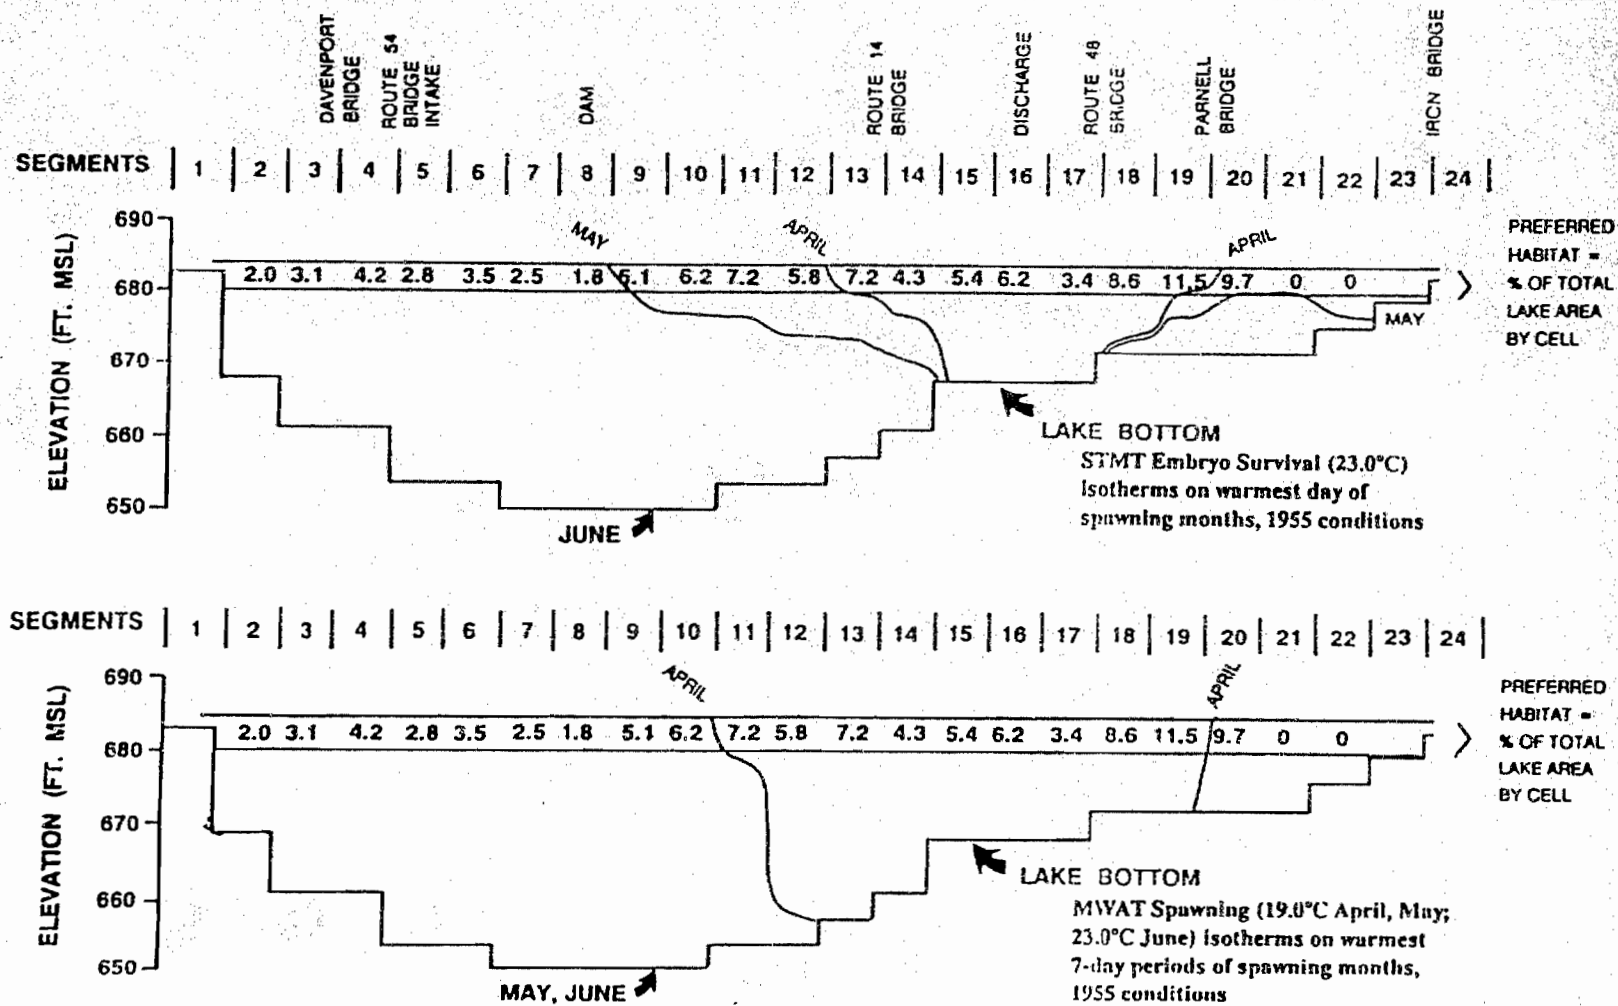 DAVENPORT
BRIDGE
ROUTE 54
BRIDGE
INTAKE
DAM
ROUTE 14
BRIDGE
DISCHARGE
ROUTE 48
BRIDGE
PARNELL
BRIDGE
IRON BRIDGE
SEGMENTS 1 2 3 4 5 6 7 8 9 10 11 12 13 14 15 16 17 18 19 20 21 22 23 24
ELEVATION (FT. MSL)
690
680
670
660
650
MAY
APRIL
APRIL
2.0 3.1 4.2 2.8 3.5 2.5 1.8 5.1 6.2 7.2 5.8 7.2 4.3 5.4 6.2 3.4 8.6 11.5 9.7 0 0
PREFERRED
HABITAT =
% OF TOTAL
LAKE AREA
BY CELL
MAY
LAKE BOTTOM
STMT Embryo Survival (23.0°C)
Isotherms on warmest day of
spawning months, 1955 conditions
JUNE
SEGMENTS 1 2 3 4 5 6 7 8 9 10 11 12 13 14 15 16 17 18 19 20 21 22 23 24
ELEVATION (FT. MSL)
690
680
670
660
650
APRIL
APRIL
2.0 3.1 4.2 2.8 3.5 2.5 1.8 5.1 6.2 7.2 5.8 7.2 4.3 5.4 6.2 3.4 8.6 11.5 9.7 0 0
PREFERRED
HABITAT =
% OF TOTAL
LAKE AREA
BY CELL
LAKE BOTTOM
MWAT Spawning (19.0°C April, May;
23.0°C June) Isotherms on warmest
7-day periods of spawning months,
1955 conditions
MAY, JUNE